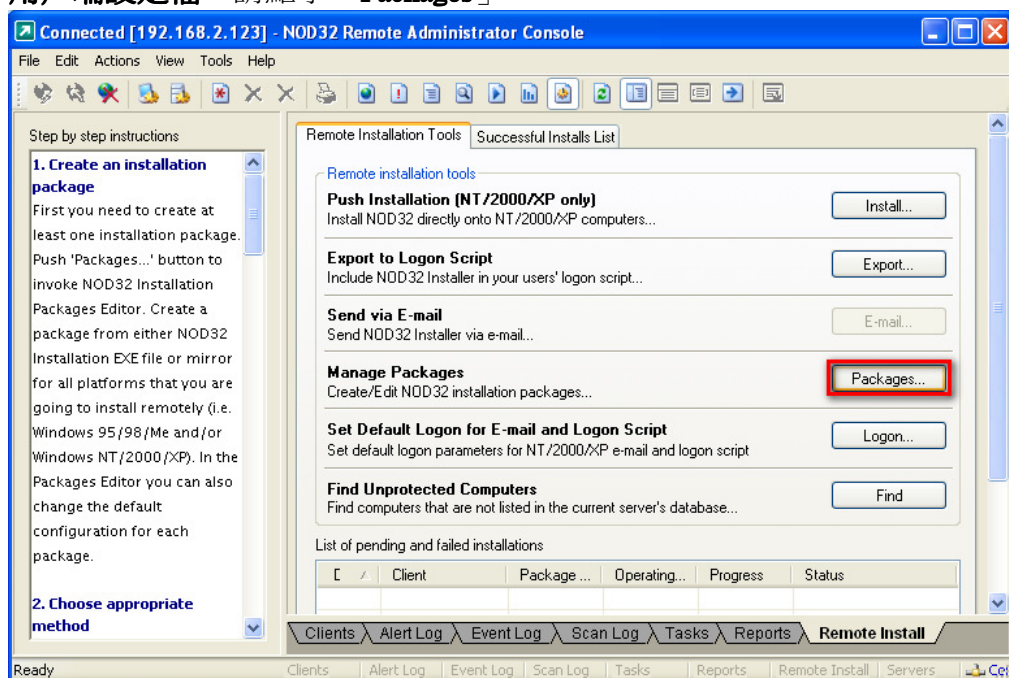 「Packages」
Connected [192.168.2.123] - NOD32 Remote Administrator Console
File Edit Actions View Tools Help
Step by step instructions
1. Create an installation
package
First you need to create at
least one installation package.
Push 'Packages...' button to
invoke NOD32 Installation
Packages Editor. Create a
package from either NOD32
Installation EXE file or mirror
for all platforms that you are
going to install remotely (i.e.
Windows 95/98/Me and/or
Windows NT/2000/XP). In the
Packages Editor you can also
change the default
configuration for each
package.
2. Choose appropriate
method
Remote Installation Tools Successful Installs List
Remote installation tools
Push Installation (NT/2000/XP only)
Install NOD32 directly onto NT/2000/XP computers...
Install...
Export to Logon Script
Include NOD32 Installer in your users' logon script...
Export...
Send via E-mail
Send NOD32 Installer via e-mail...
E-mail...
Manage Packages
Create/Edit NOD32 installation packages...
Packages...
Set Default Logon for E-mail and Logon Script
Set default logon parameters for NT/2000/XP e-mail and logon script
Logon...
Find Unprotected Computers
Find computers that are not listed in the current server's database...
Find
List of pending and failed installations
Client Package ... Operating... Progress Status
Clients Alert Log Event Log Scan Log Tasks Reports Remote Install
Ready Clients Alert Log Event Log Scan Log Tasks Reports Remote Install Servers